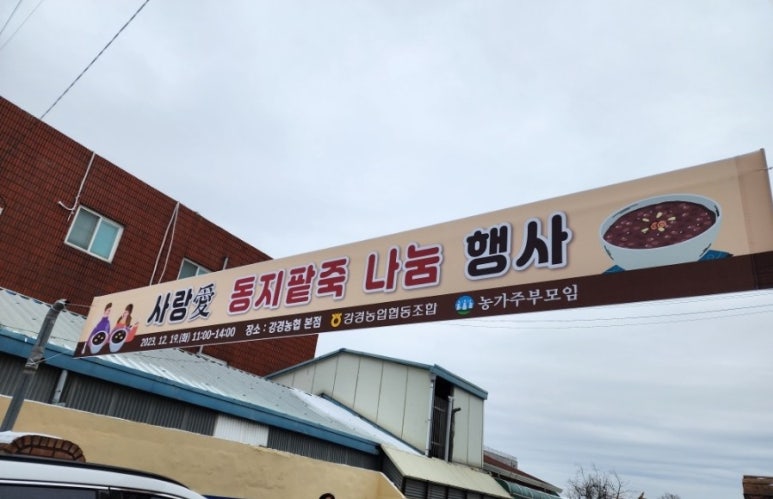 사랑愛 동지팥죽 나눔 행사
2023. 12. 19.(화) 11:00~14:00 장소 : 강경농협 본점 강경농업협동조합 농가주부모임